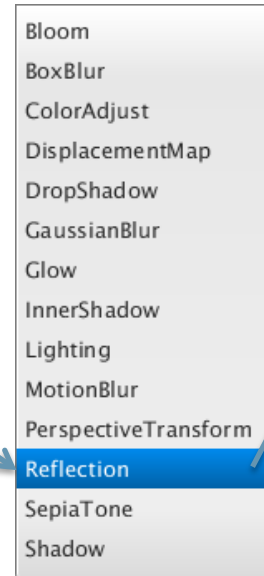 Bloom
BoxBlur
ColorAdjust
DisplacementMap
DropShadow
GaussianBlur
Glow
InnerShadow
Lighting
MotionBlur
PerspectiveTransform
Reflection
SepiaTone
Shadow